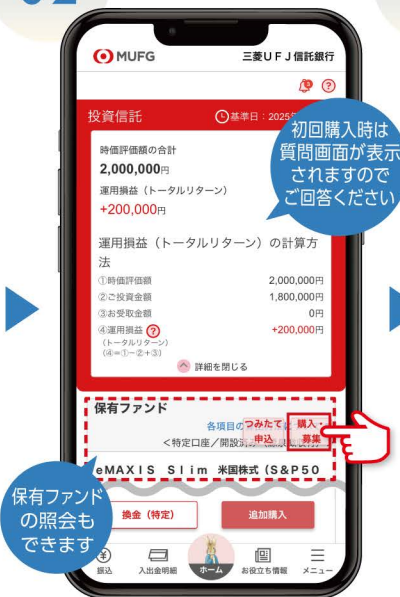 02
MUFG 三菱UFJ信託銀行
投資信託 基準日：2025
初回購入時は
質問画面が表示
されますので
ご回答ください
時価評価額の合計
2,000,000円
運用損益（トータルリターン）
+200,000円
運用損益（トータルリターン）の計算方
法
①時価評価額 2,000,000円
②ご投資金額 1,800,000円
③お受取金額 0円
④運用損益 ? +200,000円
(トータルリターン)
(④=①-②+③)
詳細を閉じる
保有ファンド
各項目の
つみたて
申込
購入・
募集
<特定口座／開設済み
eMAXIS Slim 米国株式(S&P50
保有ファンド
の照会も
できます
換金（特定） 追加購入
振込 入出金明細 ホーム お役立ち情報 メニュー